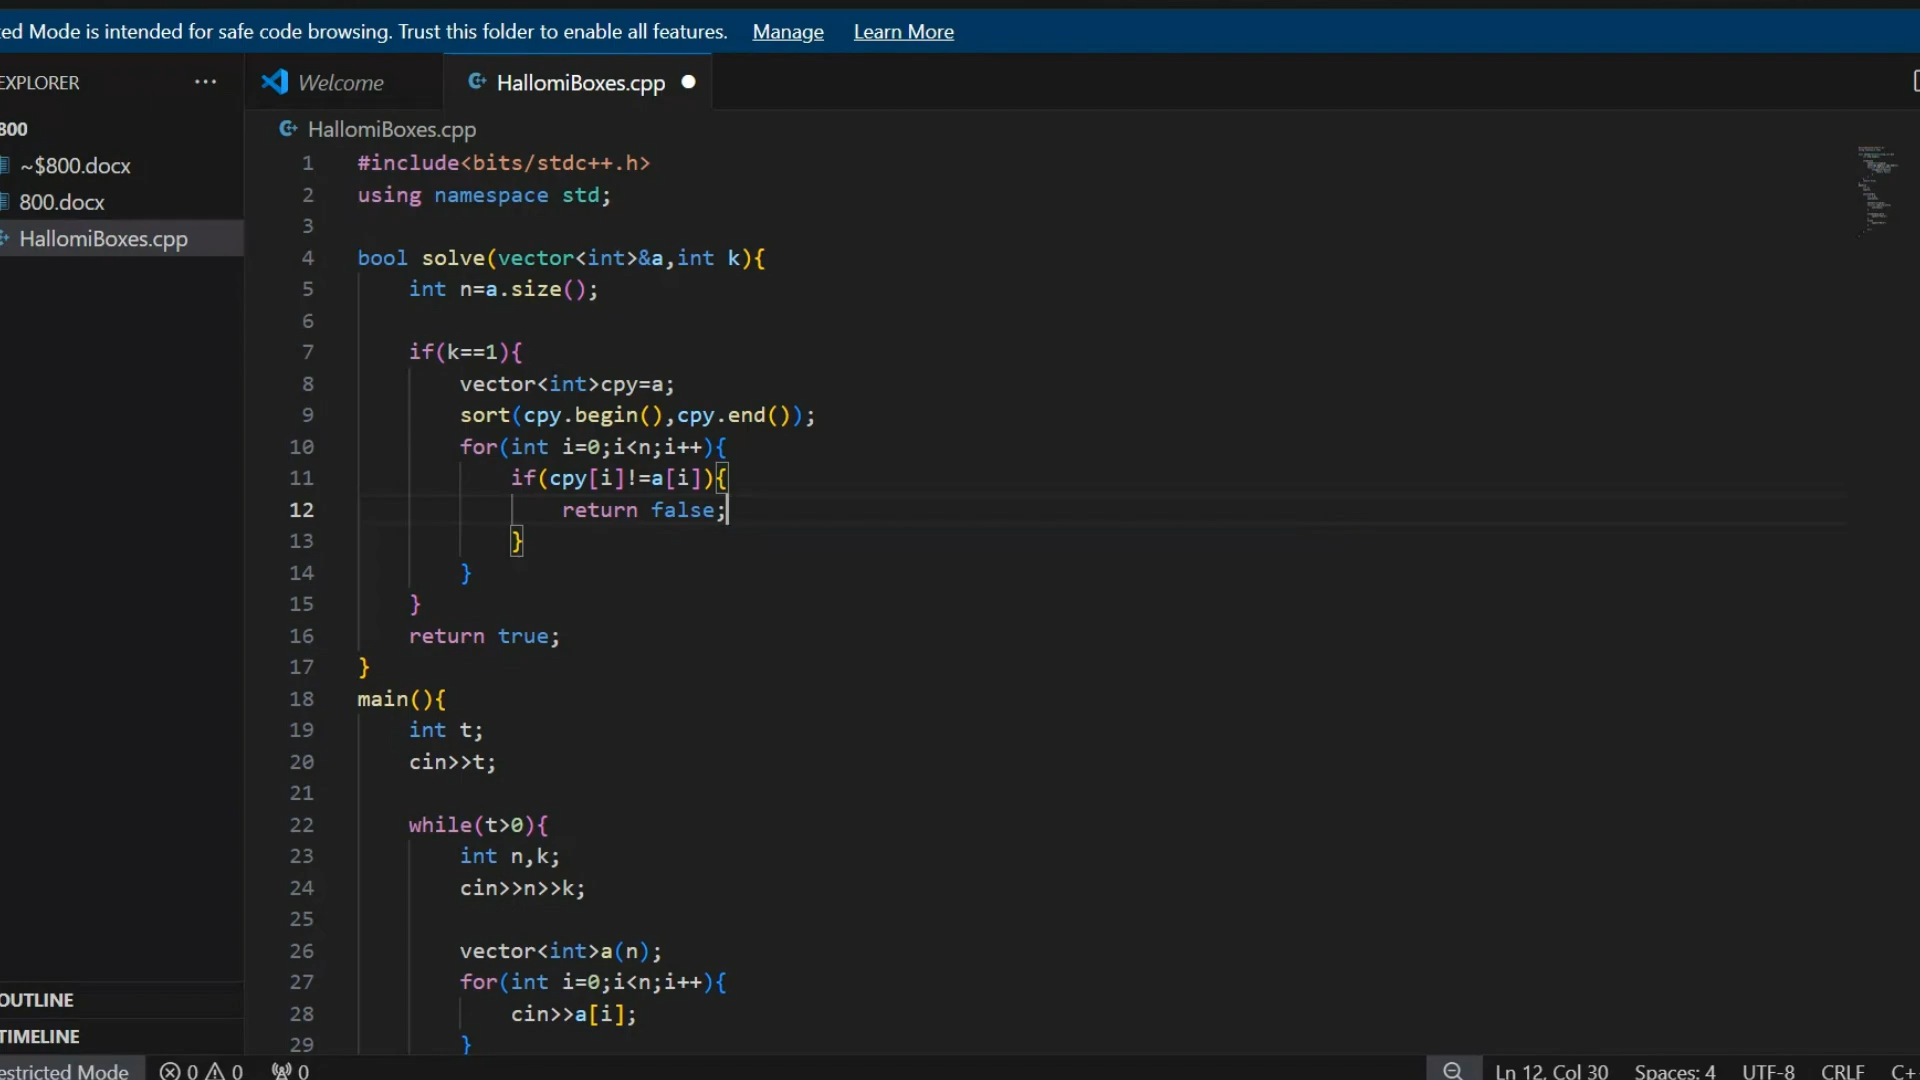 ed Mode is intended for safe code browsing. Trust this folder to enable all features. Manage Learn More
EXPLORER ···
Welcome
HallomiBoxes.cpp
800
~$800.docx
800.docx
HallomiBoxes.cpp
OUTLINE
TIMELINE
HallomiBoxes.cpp
1 #include<bits/stdc++.h>
2 using namespace std;
3
4 bool solve(vector<int>&a,int k){
5 int n=a.size();
6
7 if(k==1){
8 vector<int>cpy=a;
9 sort(cpy.begin(),cpy.end());
10 for(int i=0;i<n;i++){
11 if(cpy[i]!=a[i]){
12 return false;
13 }
14 }
15 }
16 return true;
17 }
18 main(){
19 int t;
20 cin>>t;
21
22 while(t>0){
23 int n,k;
24 cin>>n>>k;
25
26 vector<int>a(n);
27 for(int i=0;i<n;i++){
28 cin>>a[i];
29 }
estricted Mode 0 0 0 Ln 12, Col 30 Spaces: 4 UTF-8 CRLF C+